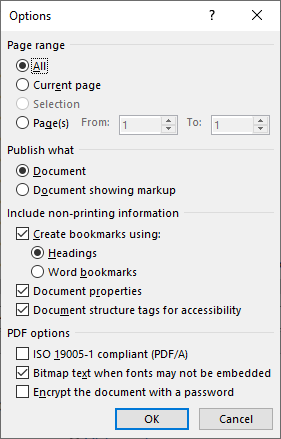 Options
Page range
All
Current page
Selection
Page(s) From: 1 To: 1
Publish what
Document
Document showing markup
Include non-printing information
Create bookmarks using:
Headings
Word bookmarks
Document properties
Document structure tags for accessibility
PDF options
ISO 19005-1 compliant (PDF/A)
Bitmap text when fonts may not be embedded
Encrypt the document with a password
OK Cancel